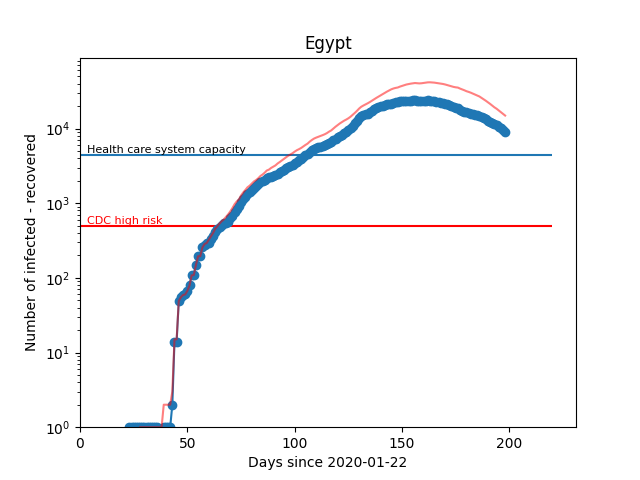 Egypt
Number of infected - recovered
10^4
10^3
10^2
10^1
10^0
Health care system capacity
CDC high risk
0 50 100 150 200
Days since 2020-01-22